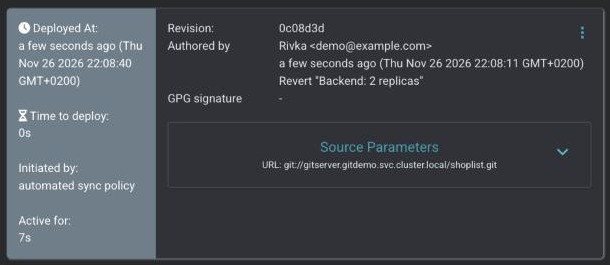 Deployed At:
a few seconds ago (Thu
Nov 26 2026 22:08:40
GMT+0200)
Time to deploy:
0s
Initiated by:
automated sync policy
Active for:
7s
Revision: 0c08d3d
Authored by Rivka <demo@example.com>
a few seconds ago (Thu Nov 26 2026 22:08:11 GMT+0200)
Revert "Backend: 2 replicas"
GPG signature -
Source Parameters
URL: git://gitserver.gitdemo.svc.cluster.local/shoplist.git